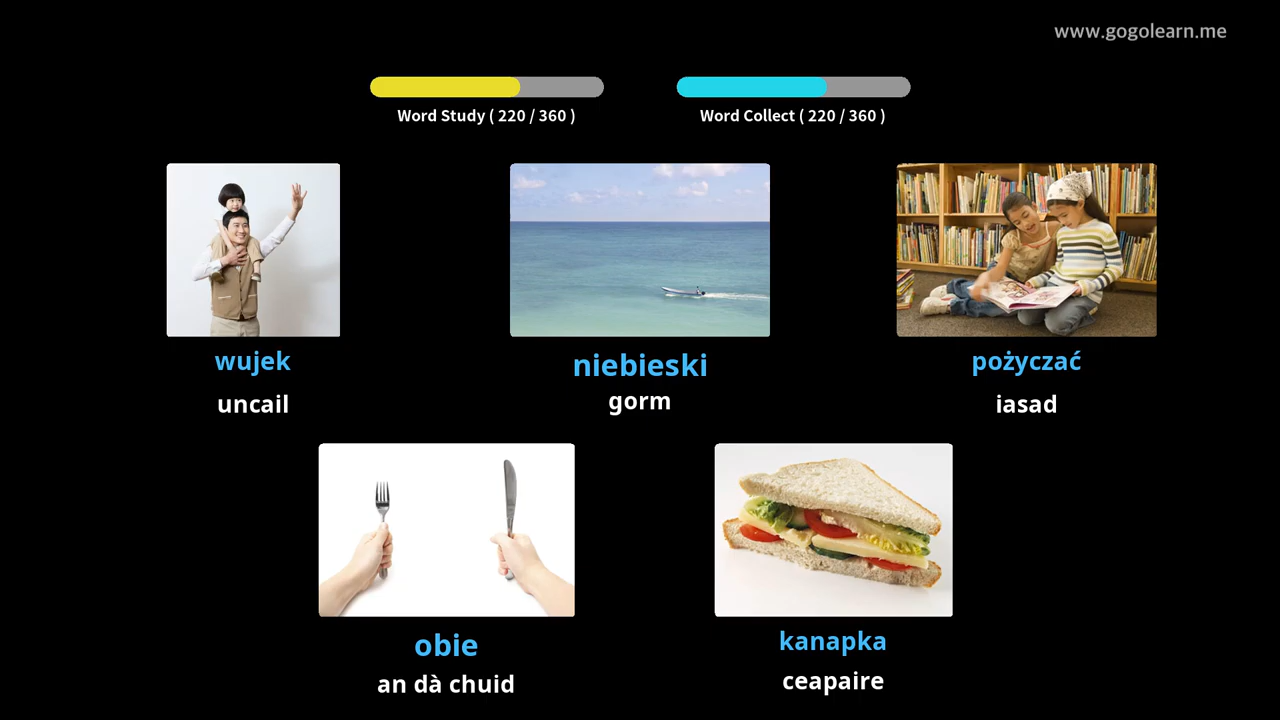 www.gogolearn.me
Word Study ( 220 / 360 )
Word Collect ( 220 / 360 )
wujek
uncail
niebieski
gorm
pożyczać
iasad
obie
an dà chuid
kanapka
ceapaire